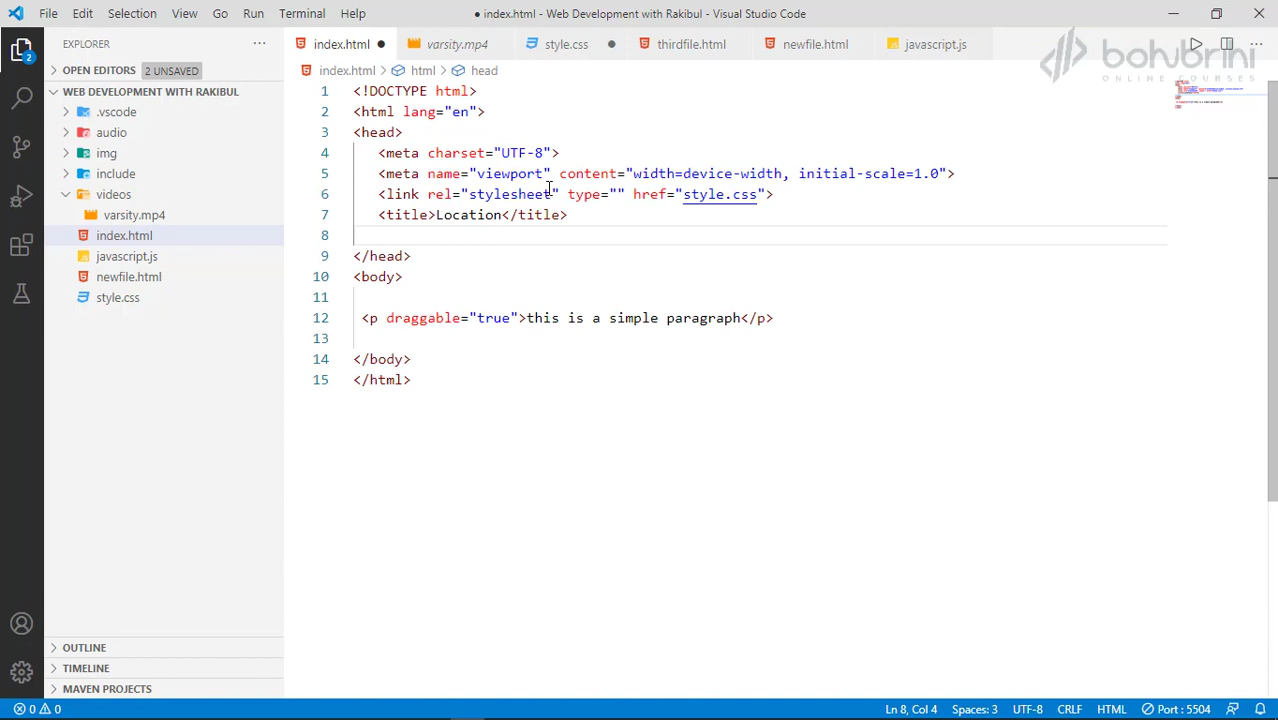 File Edit Selection View Go Run Terminal Help
● index.html - Web Development with Rakibul - Visual Studio Code
EXPLORER
index.html varsity.mp4 style.css thirdfile.html newfile.html javascript.js
bohubrihi
ONLINE COURSES
OPEN EDITORS 2 UNSAVED
index.html > html > head
WEB DEVELOPMENT WITH RAKIBUL
.vscode
audio
img
include
videos
varsity.mp4
index.html
javascript.js
newfile.html
style.css
1 <!DOCTYPE html>
2 <html lang="en">
3 <head>
4 <meta charset="UTF-8">
5 <meta name="viewport" content="width=device-width, initial-scale=1.0">
6 <link rel="stylesheet" type="" href="style.css">
7 <title>Location</title>
8
9 </head>
10 <body>
11
12 <p draggable="true">this is a simple paragraph</p>
13
14 </body>
15 </html>
OUTLINE
TIMELINE
MAVEN PROJECTS
2
0 0
Ln 8, Col 4 Spaces: 3 UTF-8 CRLF HTML Port : 5504